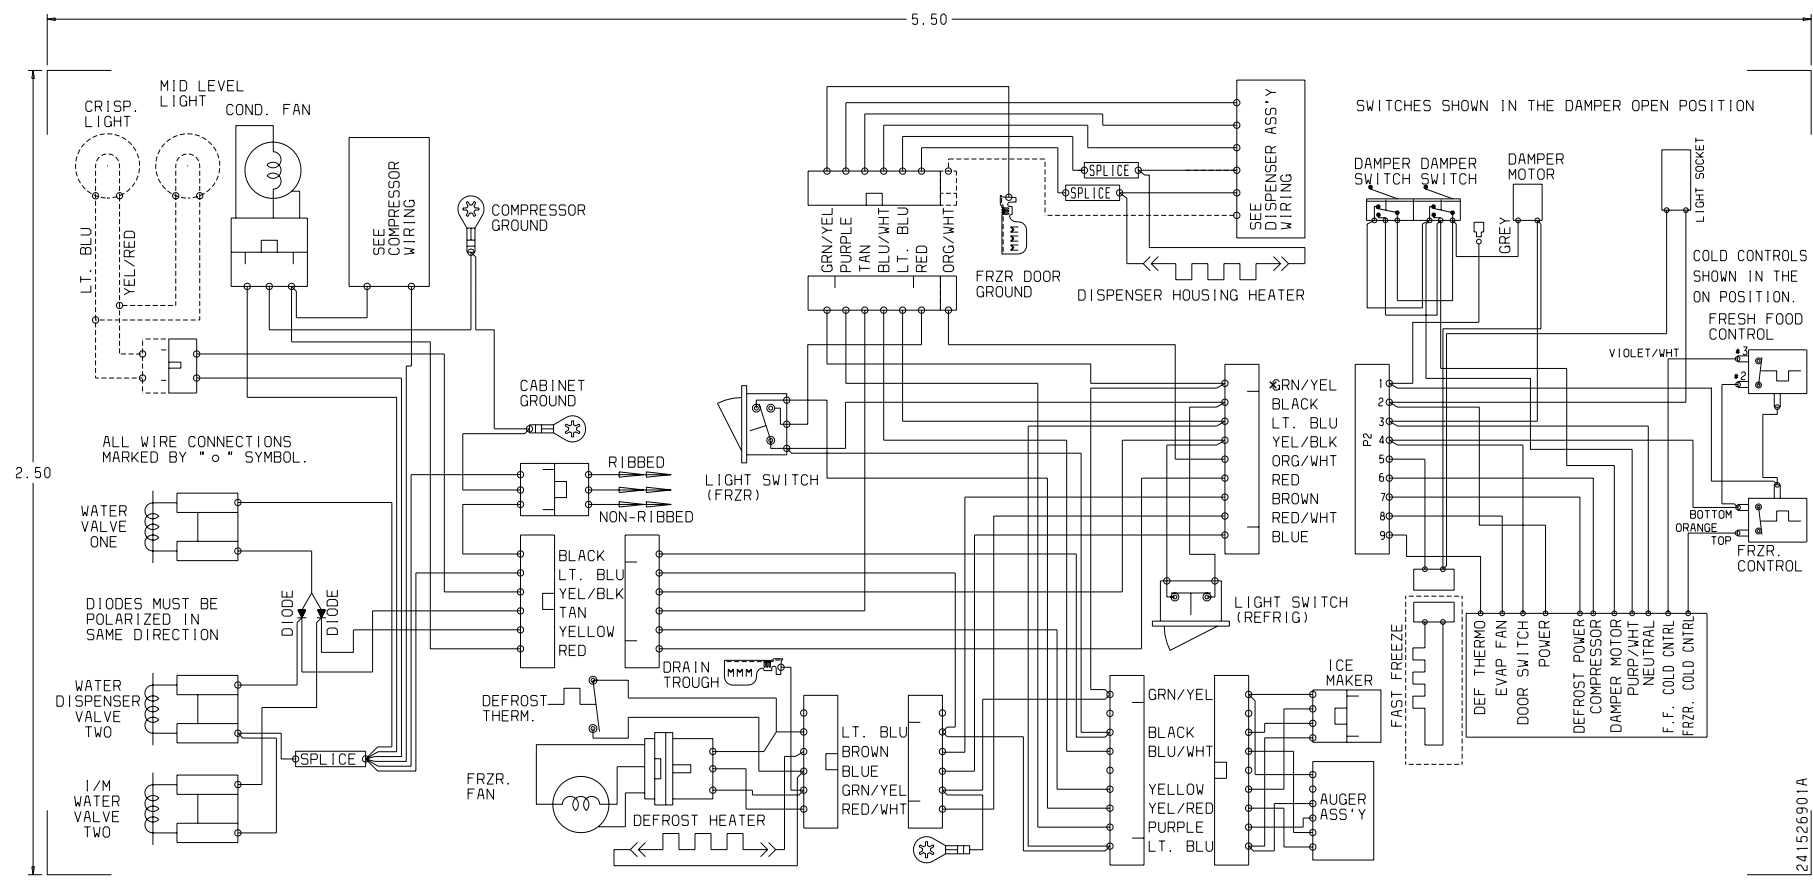 5.50
2.50
CRISP.
LIGHT
MID LEVEL
LIGHT
COND. FAN
LT. BLU
YEL/RED
SEE
COMPRESSOR
WIRING
COMPRESSOR
GROUND
CABINET
GROUND
ALL WIRE CONNECTIONS
MARKED BY "o" SYMBOL.
WATER
VALVE
ONE
DIODE
DIODE
DIODES MUST BE
POLARIZED IN
SAME DIRECTION
WATER
DISPENSER
VALVE
TWO
I/M
WATER
VALVE
TWO
SPLICE
RIBBED
NON-RIBBED
BLACK
LT. BLU
YEL/BLK
TAN
YELLOW
RED
DRAIN
TROUGH
DEFROST
THERM.
FRZR.
FAN
DEFROST HEATER
LT. BLU
BROWN
BLUE
GRN/YEL
RED/WHT
GRN/YEL
PURPLE
TAN
BLU/WHT
LT. BLU
RED
ORG/WHT
FRZR DOOR
GROUND
SPLICE
SPLICE
SEE
DISPENSER ASS'Y
WIRING
DISPENSER HOUSING HEATER
LIGHT SWITCH
(FRZR)
GRN/YEL
BLACK
LT. BLU
YEL/BLK
ORG/WHT
RED
BROWN
RED/WHT
BLUE
LIGHT SWITCH
(REFRIG)
GRN/YEL
BLACK
BLU/WHT
YELLOW
YEL/RED
PURPLE
LT. BLU
ICE
MAKER
AUGER
ASS'Y
SWITCHES SHOWN IN THE DAMPER OPEN POSITION
DAMPER
SWITCH
DAMPER
SWITCH
DAMPER
MOTOR
GREY
LIGHT SOCKET
COLD CONTROLS
SHOWN IN THE
ON POSITION.
FRESH FOOD
CONTROL
VIOLET/WHT
#3
#2
P2
1
2
3
4
5
6
7
8
9
BOTTOM
ORANGE
TOP
FRZR.
CONTROL
FAST FREEZE
DEF THERMO
EVAP FAN
DOOR SWITCH
POWER
DEFROST POWER
COMPRESSOR
DAMPER MOTOR
PURP/WHT
NEUTRAL
F.F. COLD CNTRL
FRZR. COLD CNTRL
241526901A